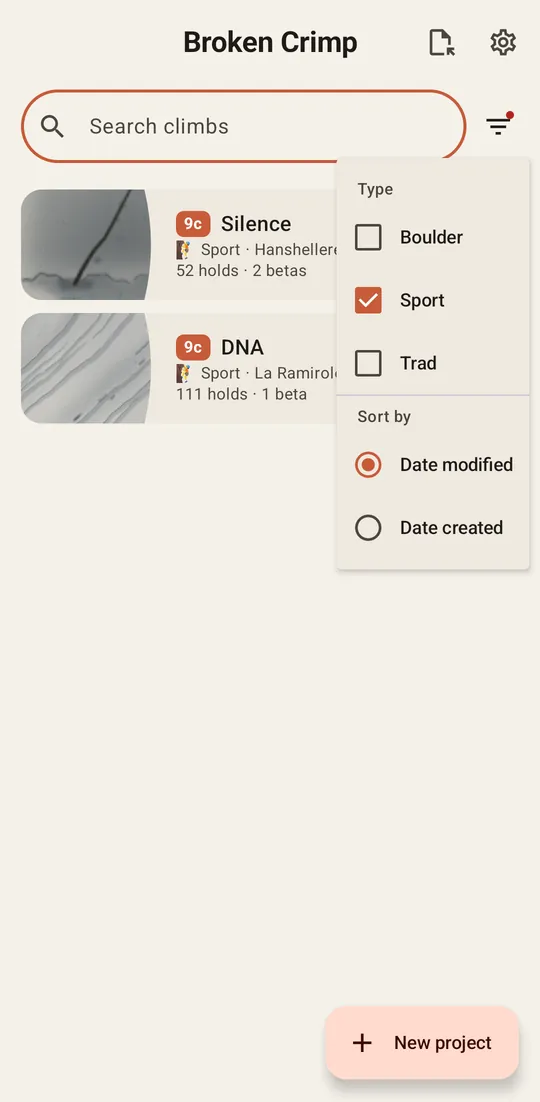 Broken Crimp
Search climbs
9c Silence
Sport · Hanshellere
52 holds · 2 betas
9c DNA
Sport · La Ramirole
111 holds · 1 beta
Type
Boulder
Sport
Trad
Sort by
Date modified
Date created
New project